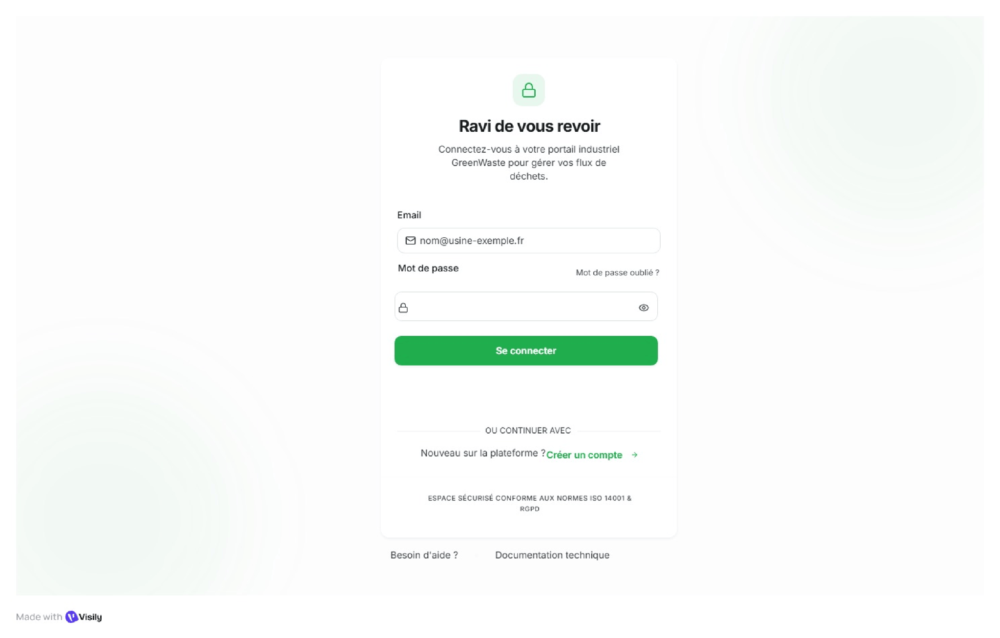 Ravi de vous revoir
Connectez-vous à votre portail industriel
GreenWaste pour gérer vos flux de
déchets.
Email
nom@usine-exemple.fr
Mot de passe
Mot de passe oublié ?
Se connecter
OU CONTINUER AVEC
Nouveau sur la plateforme ? Créer un compte →
ESPACE SÉCURISÉ CONFORME AUX NORMES ISO 14001 &
RGPD
Besoin d'aide ?
Documentation technique
Made with Visily